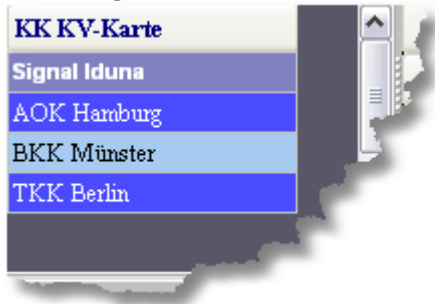 KK KV-Karte
Signal Iduna
AOK Hamburg
BKK Münster
TKK Berlin